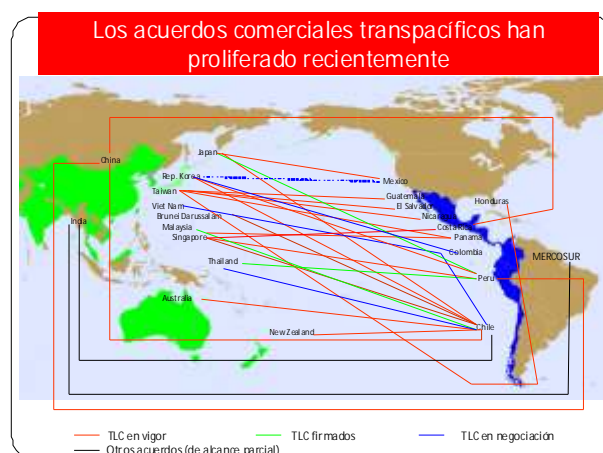 Los acuerdos comerciales transpacíficos han
proliferado recientemente
Japan
China
Rep. Korea
Mexico
Taiwan
Guatemala
Honduras
Viet Nam
El Salvador
Brunei Darussalam
Nicaragua
India
Malaysia
Costa Rica
Singapore
Panama
Colombia
MERCOSUR
Thailand
Peru
Australia
Chile
New Zealand
TLC en vigor
TLC firmados
TLC en negociación
Otros acuerdos (de alcance parcial)